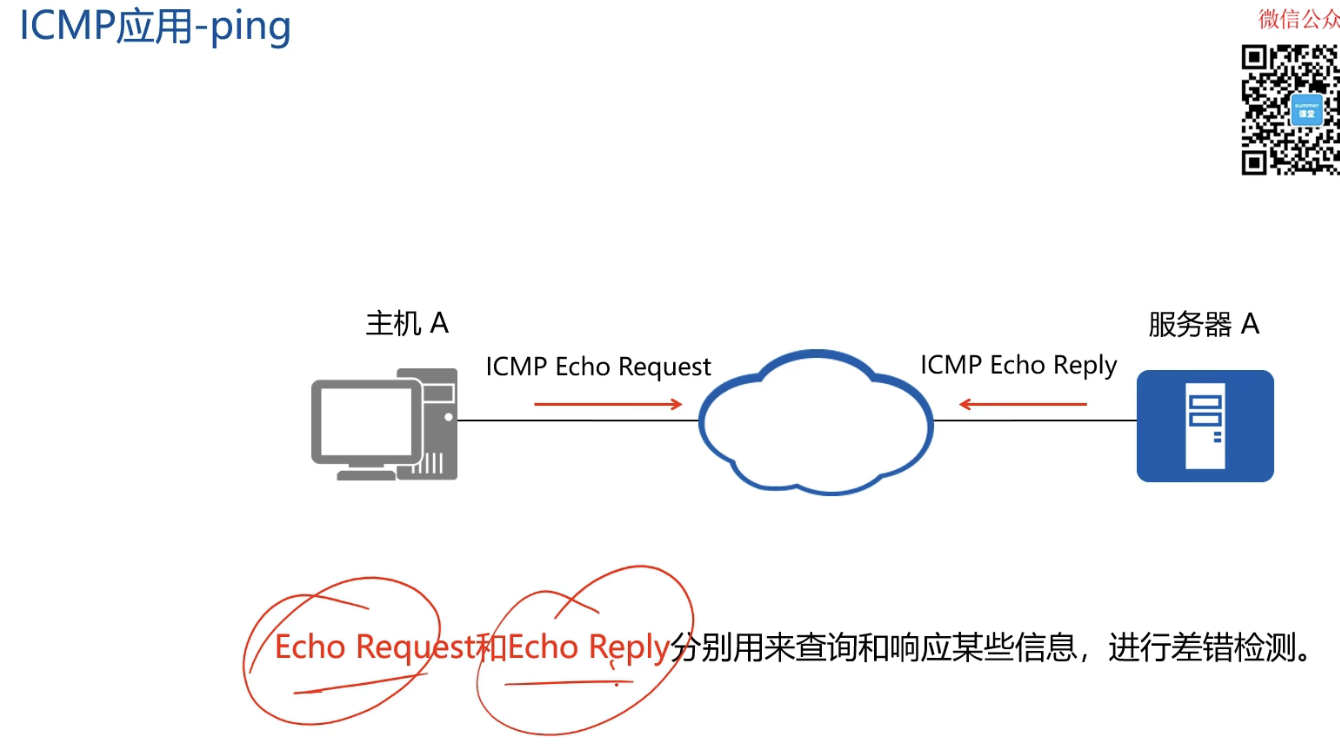 ICMP应用-ping
微信公众
summer
课堂
主机 A
服务器 A
ICMP Echo Request
ICMP Echo Reply
Echo Request和Echo Reply分别用来查询和响应某些信息，进行差错检测。